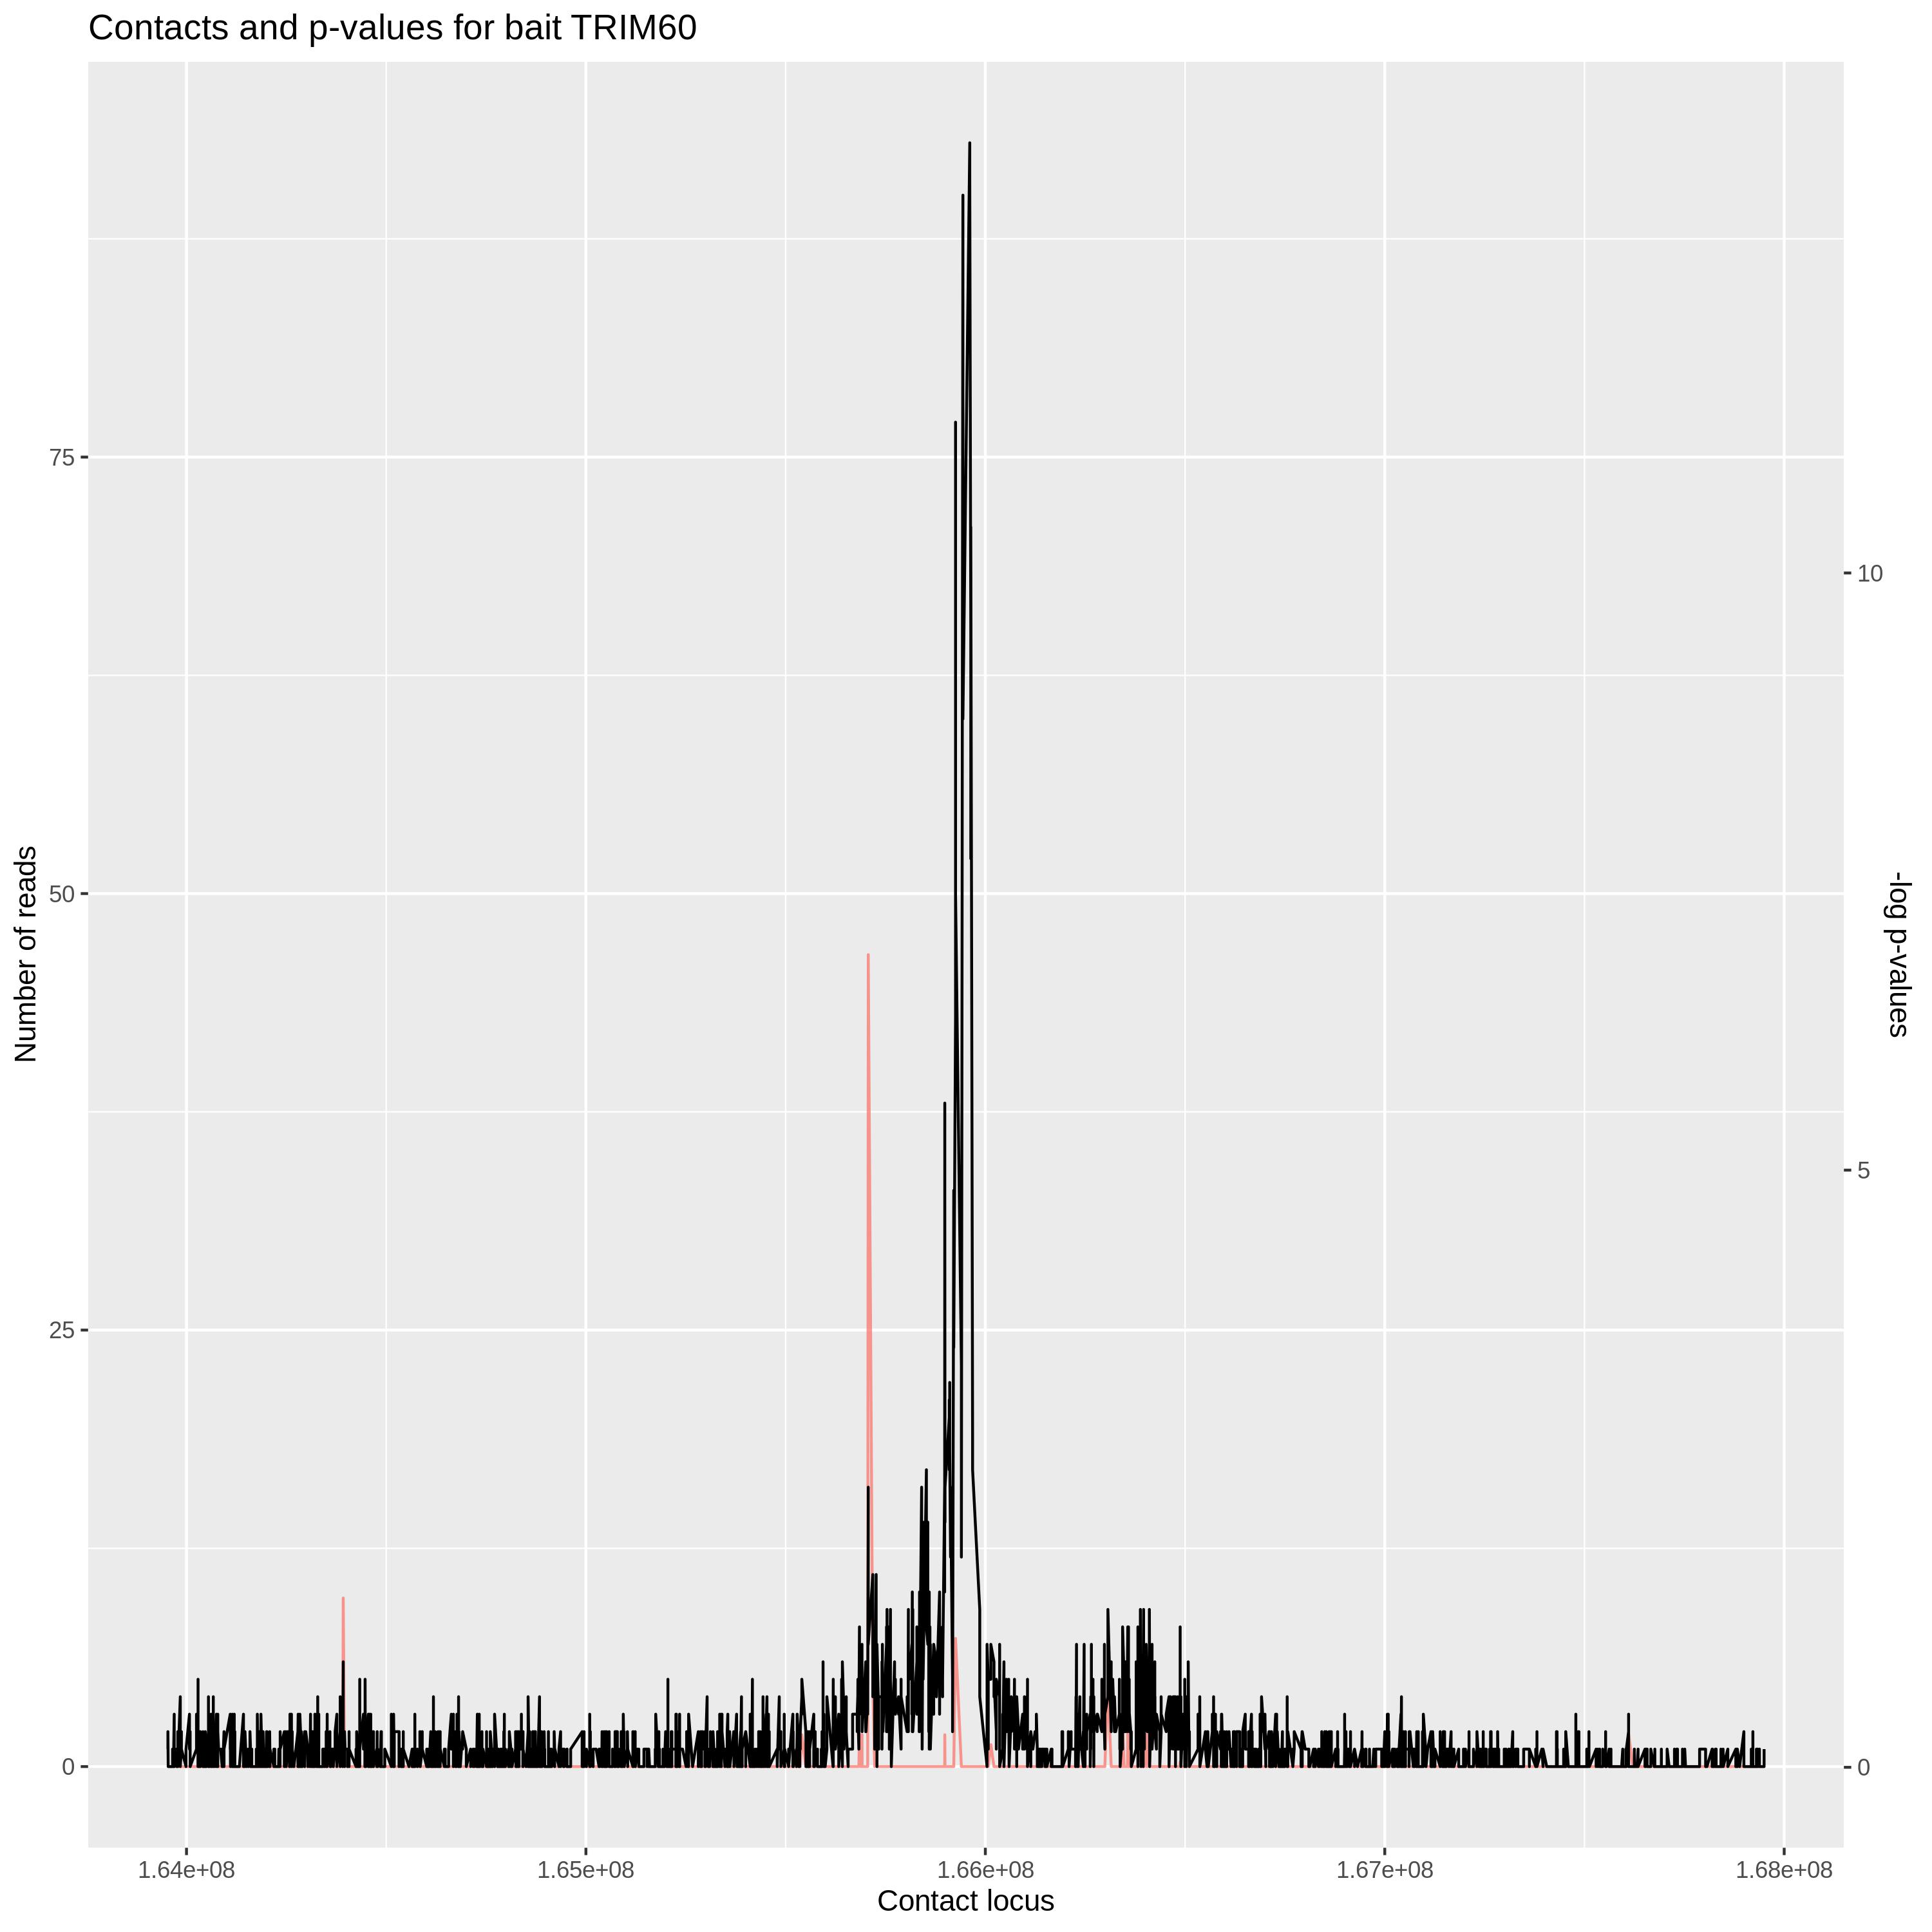 Contacts and p-values for bait TRIM60
75
50
25
0
10
5
0
Number of reads
-log p-values
1.64e+08 1.65e+08 1.66e+08 1.67e+08 1.68e+08
Contact locus